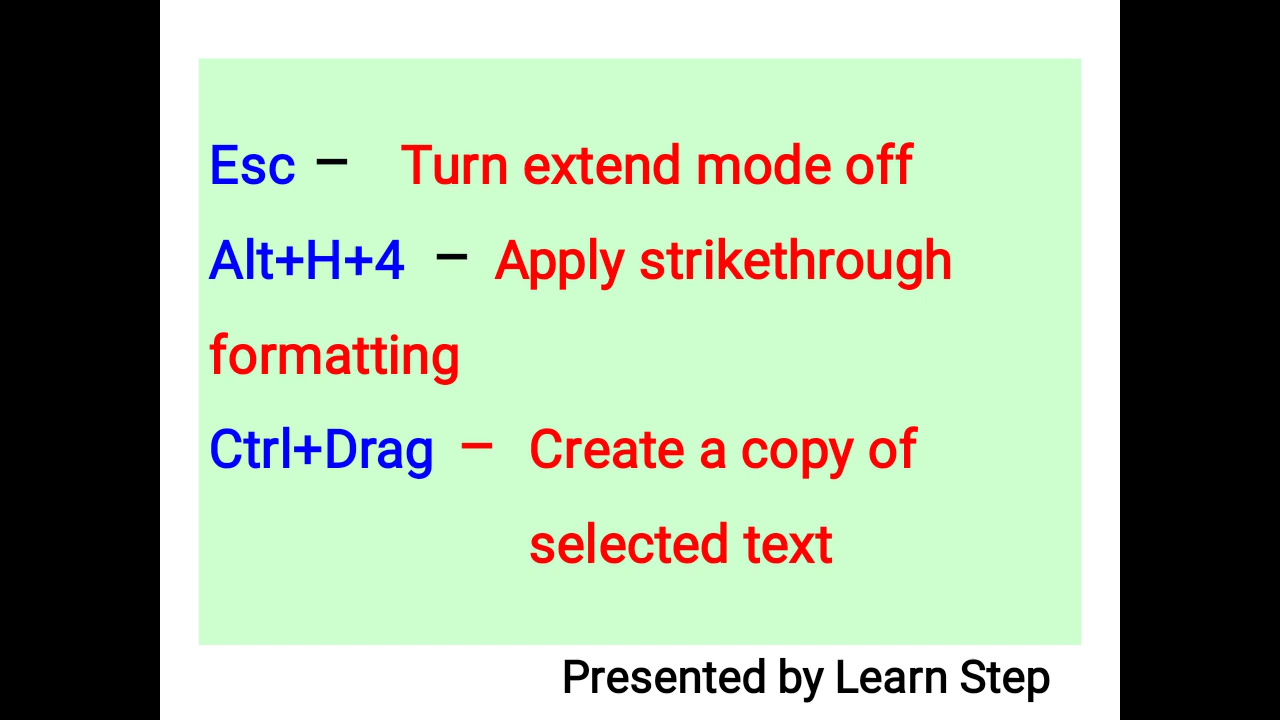 Esc – Turn extend mode off
Alt+H+4 – Apply strikethrough
formatting
Ctrl+Drag – Create a copy of
selected text
Presented by Learn Step